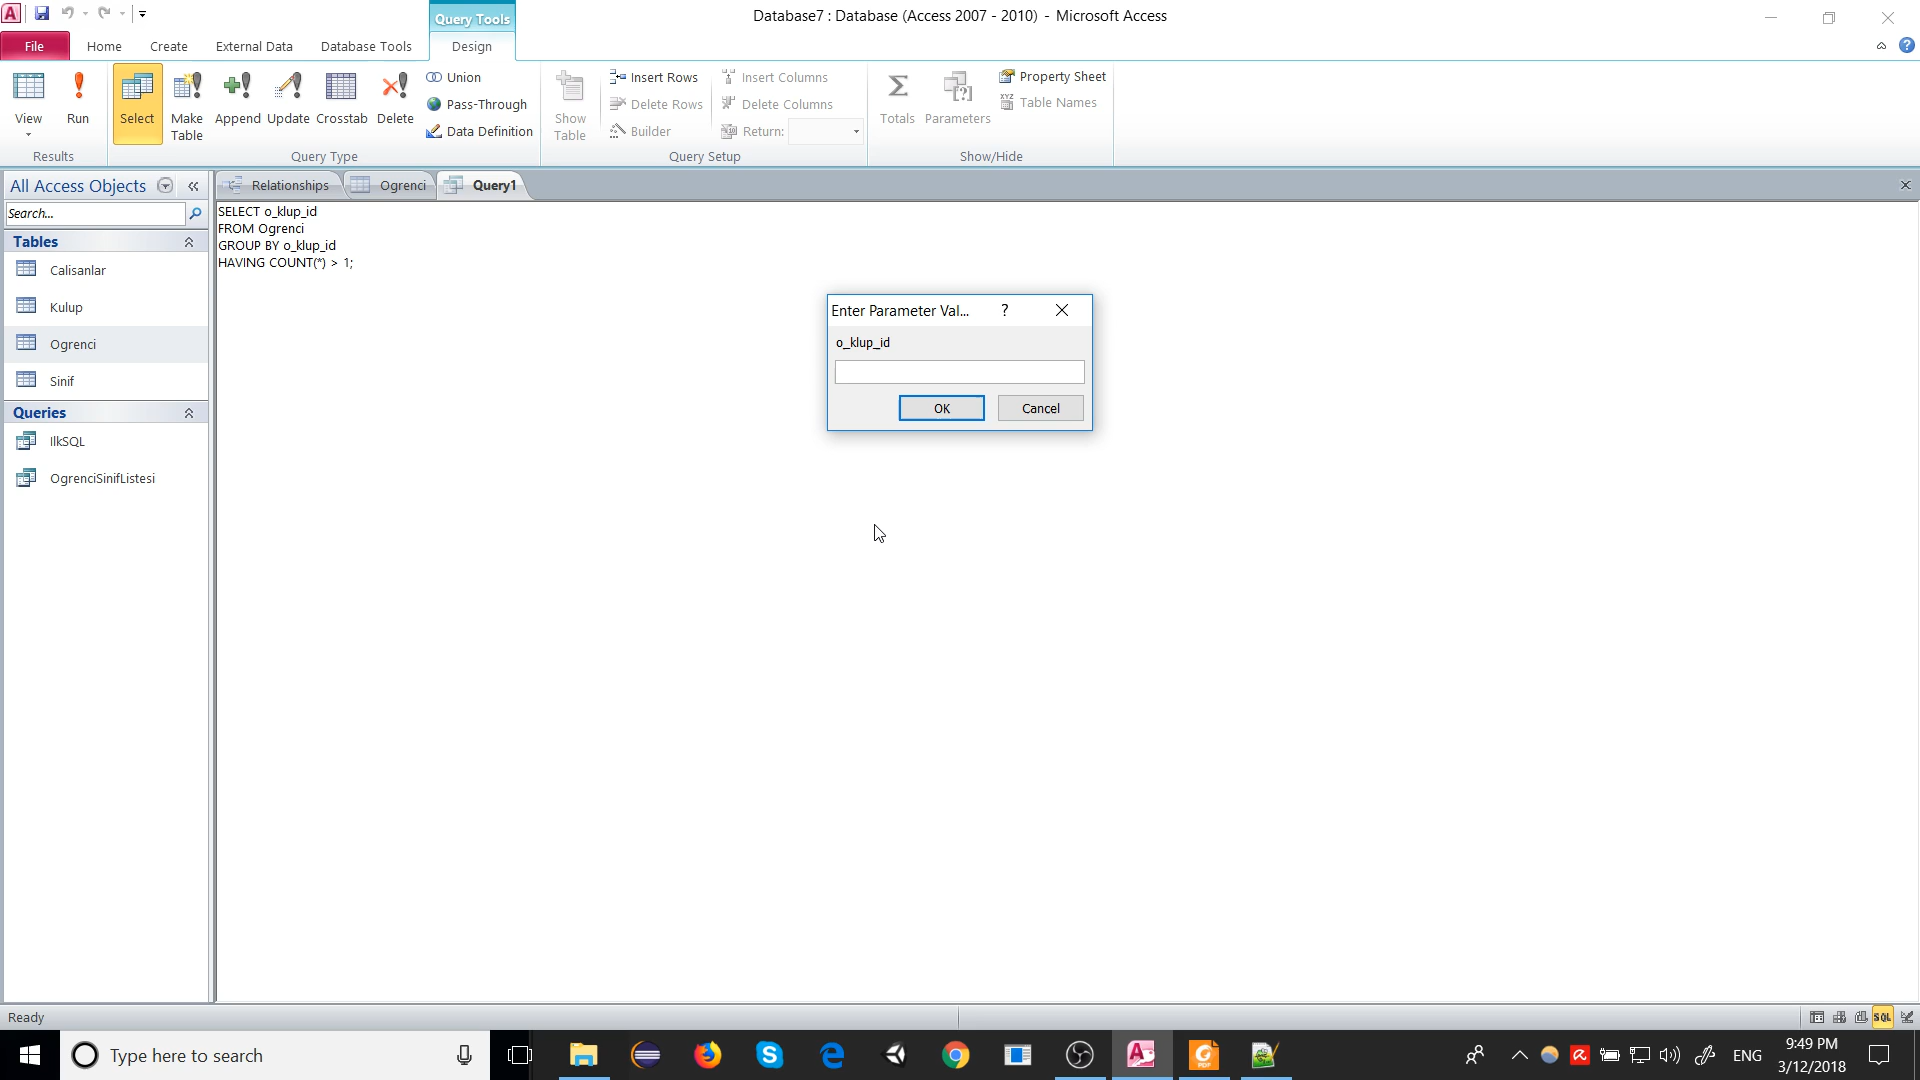 Query Tools
Database7 : Database (Access 2007 - 2010) - Microsoft Access
File
Home
Create
External Data
Database Tools
Design
View
Run
Results
Select
Make Table
Append
Update
Crosstab
Delete
Union
Pass-Through
Data Definition
Query Type
Show Table
Insert Rows
Delete Rows
Builder
Insert Columns
Delete Columns
Return:
Query Setup
Totals
Parameters
Property Sheet
Table Names
Show/Hide
All Access Objects
Search...
Tables
Calisanlar
Kulup
Ogrenci
Sinif
Queries
IlkSQL
OgrenciSinifListesi
Relationships
Ogrenci
Query1
SELECT o_klup_id
FROM Ogrenci
GROUP BY o_klup_id
HAVING COUNT(*) > 1;
Enter Parameter Val...
?
o_klup_id
OK
Cancel
Ready
SQL
Type here to search
ENG
9:49 PM
3/12/2018